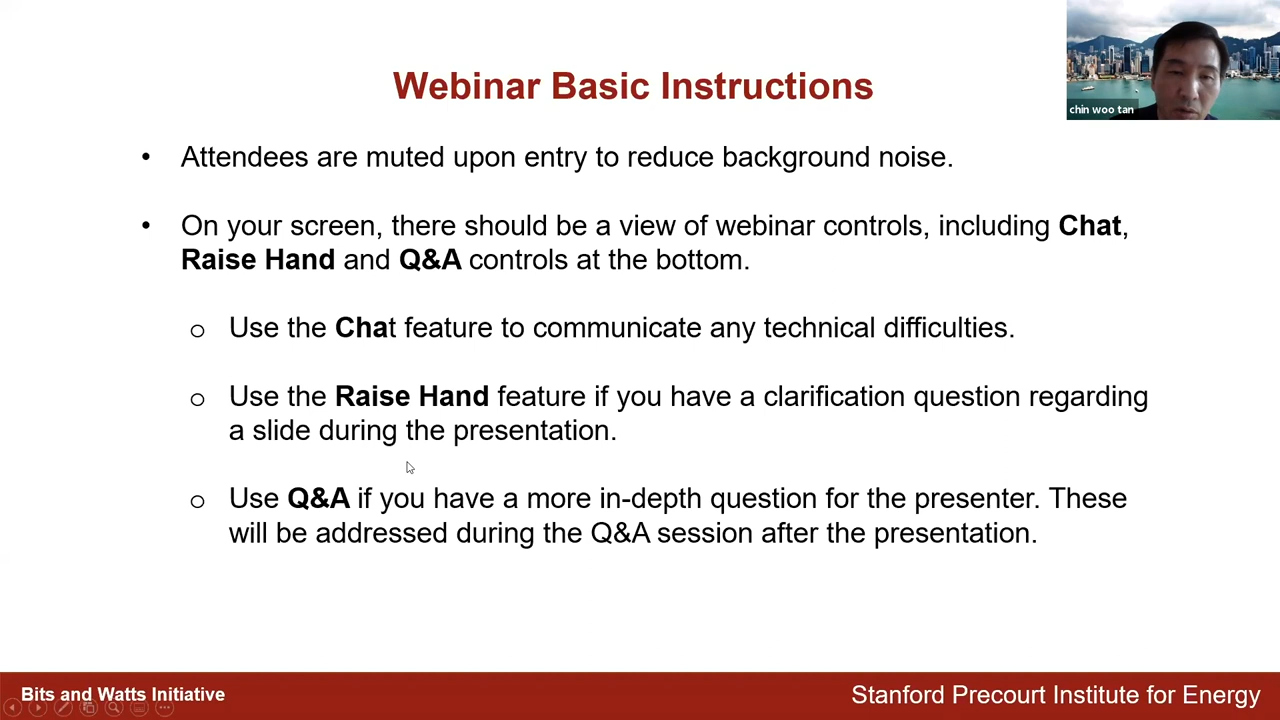 Webinar Basic Instructions
chin woo tan
• Attendees are muted upon entry to reduce background noise.
• On your screen, there should be a view of webinar controls, including Chat,
Raise Hand and Q&A controls at the bottom.
o Use the Chat feature to communicate any technical difficulties.
o Use the Raise Hand feature if you have a clarification question regarding
a slide during the presentation.
o Use Q&A if you have a more in-depth question for the presenter. These
will be addressed during the Q&A session after the presentation.
Bits and Watts Initiative
Stanford Precourt Institute for Energy